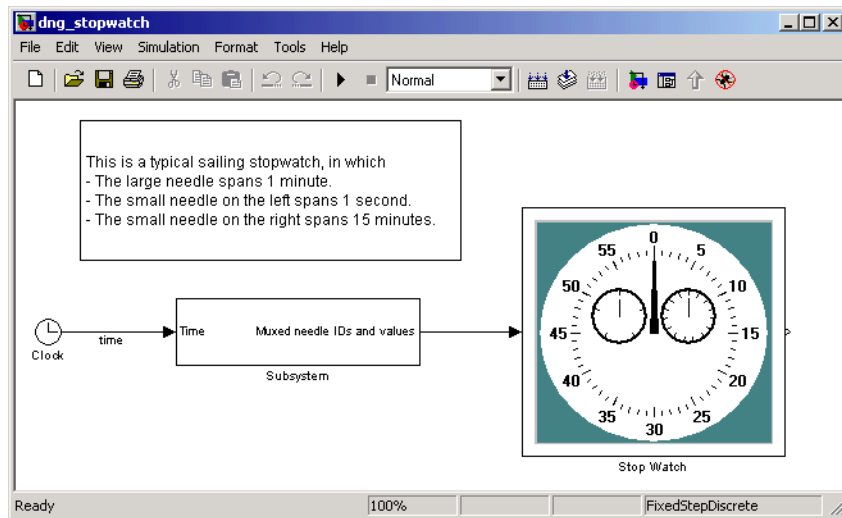 dng_stopwatch
File Edit View Simulation Format Tools Help
Normal
This is a typical sailing stopwatch, in which
- The large needle spans 1 minute.
- The small needle on the left spans 1 second.
- The small needle on the right spans 15 minutes.
0
55 5
50 10
45 15
40 20
35 25
30
Time Muxed needle IDs and values
time
Clock
Subsystem
Stop Watch
Ready 100% FixedStepDiscrete